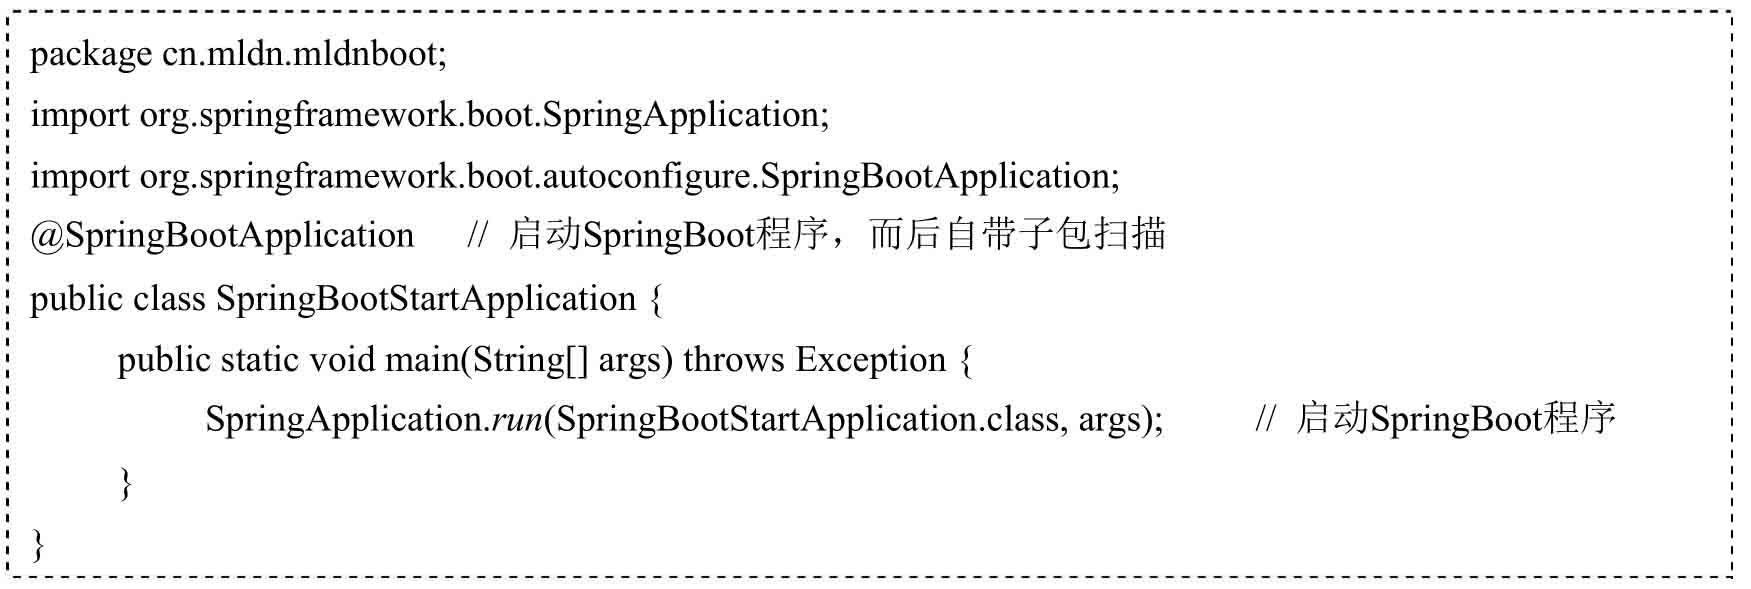 package cn.mldn.mldnboot;
import org.springframework.boot.SpringApplication;
import org.springframework.boot.autoconfigure.SpringBootApplication;
@SpringBootApplication // 启动SpringBoot程序，而后自带子包扫描
public class SpringBootStartApplication {
public static void main(String[] args) throws Exception {
SpringApplication.run(SpringBootStartApplication.class, args); // 启动SpringBoot程序
}
}